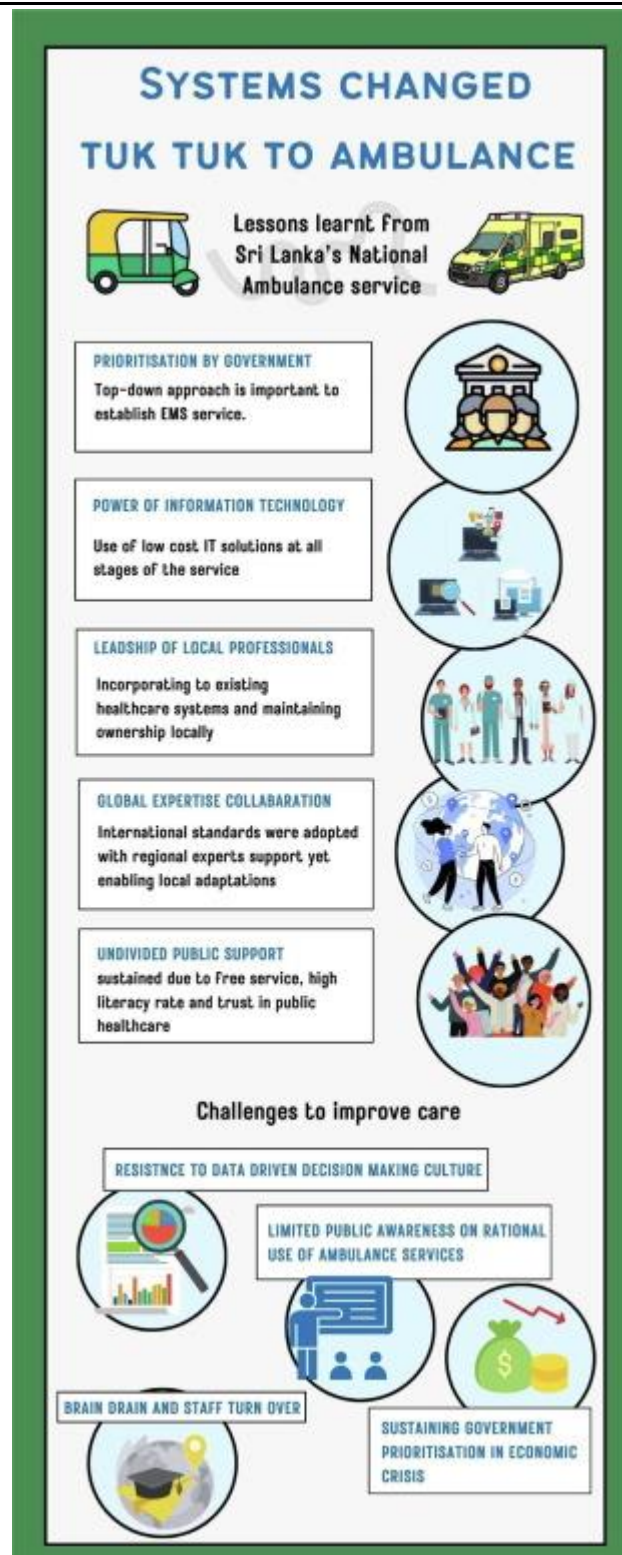 SYSTEMS CHANGED
TUK TUK TO AMBULANCE
Lessons learnt from
Sri Lanka's National
Ambulance service
PRIORITISATION BY GOVERNMENT
Top-down approach is important to
establish EMS service.
POWER OF INFORMATION TECHNOLOGY
Use of low cost IT solutions at all
stages of the service
LEADSHIP OF LOCAL PROFESSIONALS
Incorporating to existing
healthcare systems and maintaining
ownership locally
GLOBAL EXPERTISE COLLABARATION
International standards were adopted
with regional experts support yet
enabling local adaptations
UNDIVIDED PUBLIC SUPPORT
sustained due to free service, high
literacy rate and trust in public
healthcare
Challenges to improve care
RESISTNCE TO DATA DRIVEN DECISION MAKING CULTURE
LIMITED PUBLIC AWARENESS ON RATIONAL
USE OF AMBULANCE SERVICES
$
BRAIN DRAIN AND STAFF TURN OVER
SUSTAINING GOVERNMENT
PRIORITISATION IN ECONOMIC
CRISIS